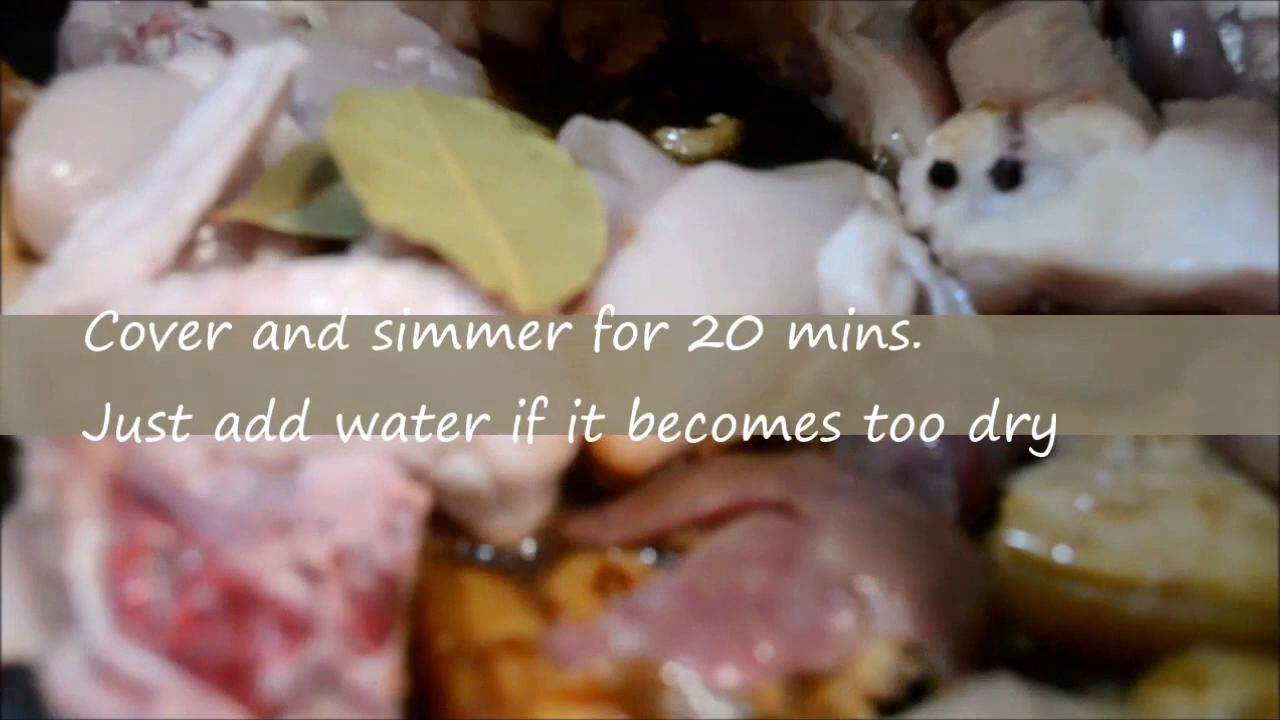 Cover and simmer for 20 mins.
Just add water if it becomes too dry